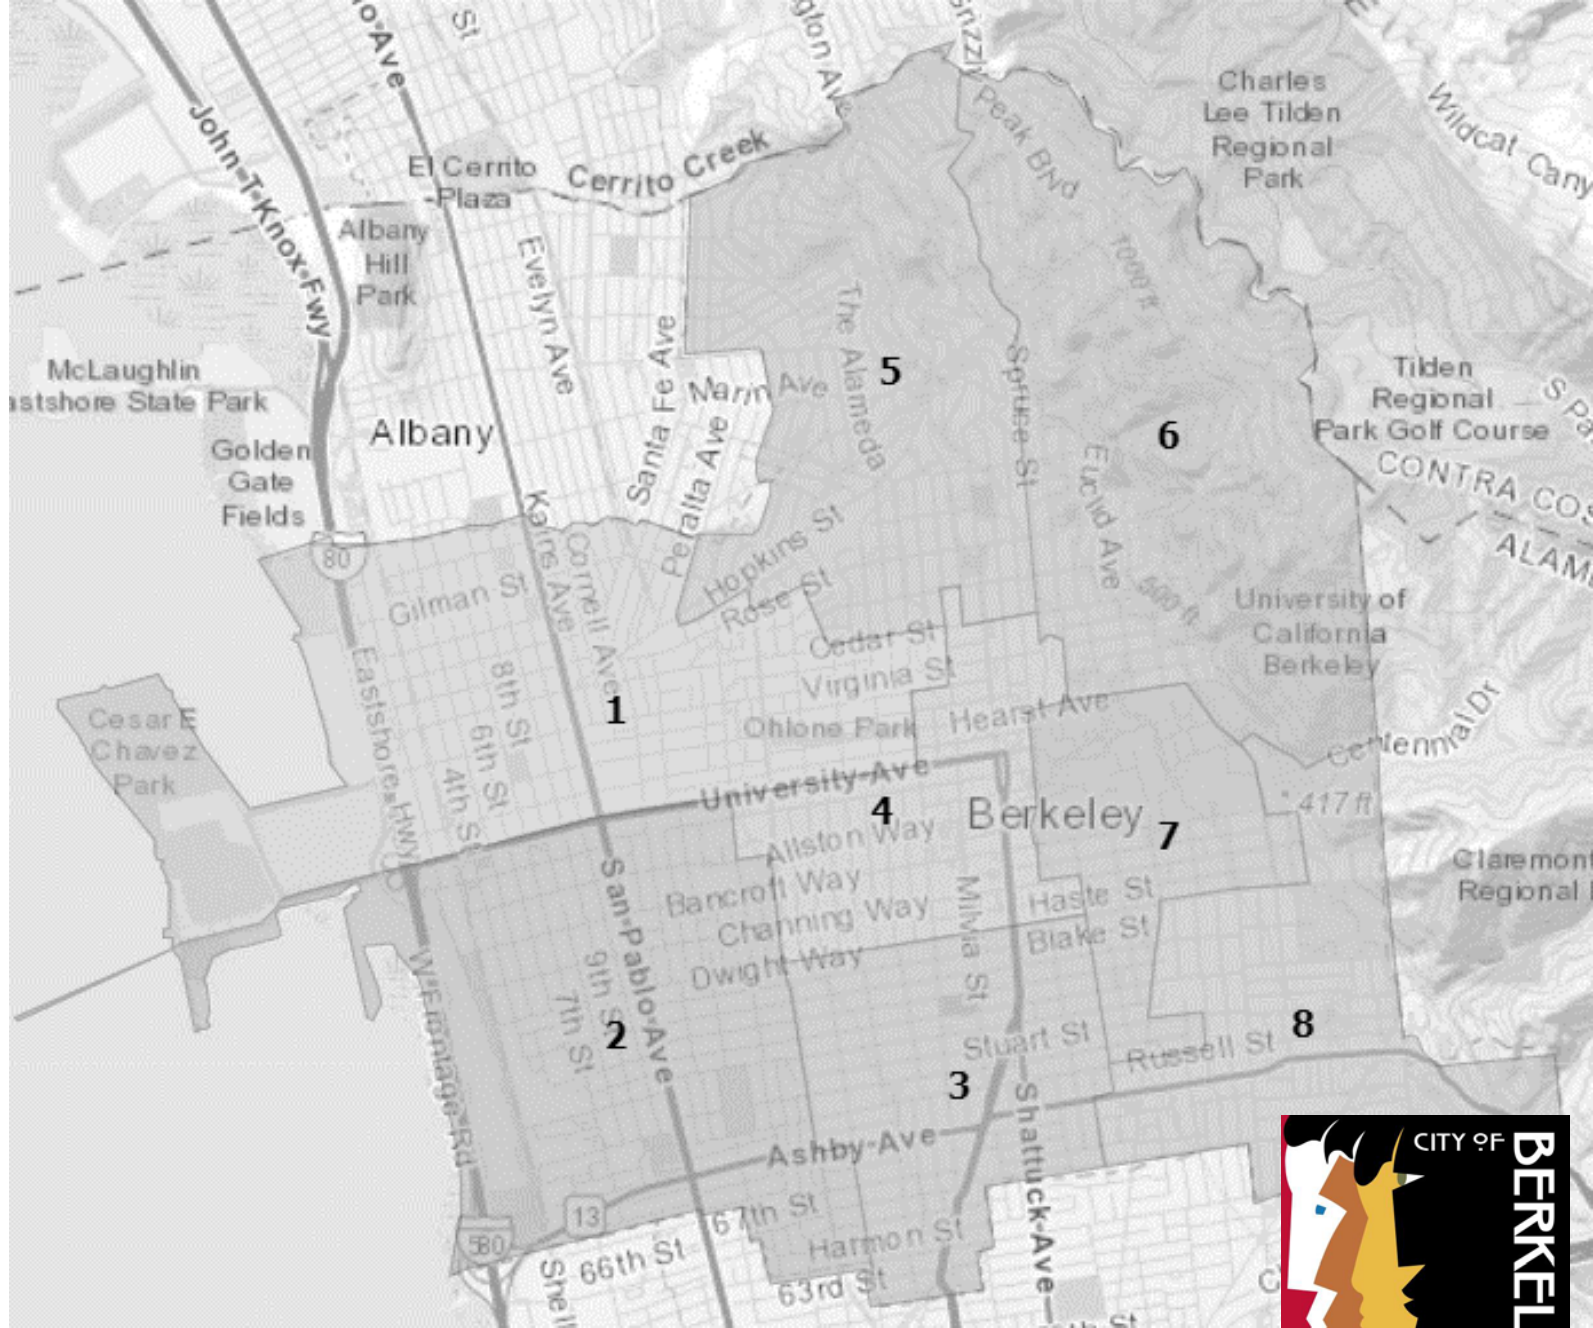 St
Charles
Lee Tilden
Regional
Park
Peak Blvd
El Cerrito
Plaza
Cerrito Creek
John T Knox Fwy
Albany
Hill
Park
Evelyn Ave
1000 ft
The Alameda
McLaughlin
Santa Fe Ave
Marin Ave
5
Spruce St
Tilden
Regional
Park Golf Course
Albany
Peralta Ave
6
Euclid Ave
Golden
Gate
Fields
CONTRA
80
Kains Ave
Cornell Ave
Hopkins St
Gilman St
Rose St
500 ft
University of
California
Berkeley
Cedar St
Virginia St
Eastshore Hwy
8th St
6th St
4th St
1
Ohlone Park
Hearst Ave
Centennial Dr
Cesar E
Chavez
Park
University Ave
4
Berkeley
7
417 ft
Allston Way
Bancroft Way
Channing Way
Dwight Way
Milvia St
Haste St
Blake St
Claremont
Regional
San Pablo Ave
9th St
7th St
2
W Frontage Rd
Stuart St
8
Russell St
3
Shattuck Ave
Ashby Ave
13
67th St
Harmon St
580
66th St
63rd St
CITY OF
BERKEL